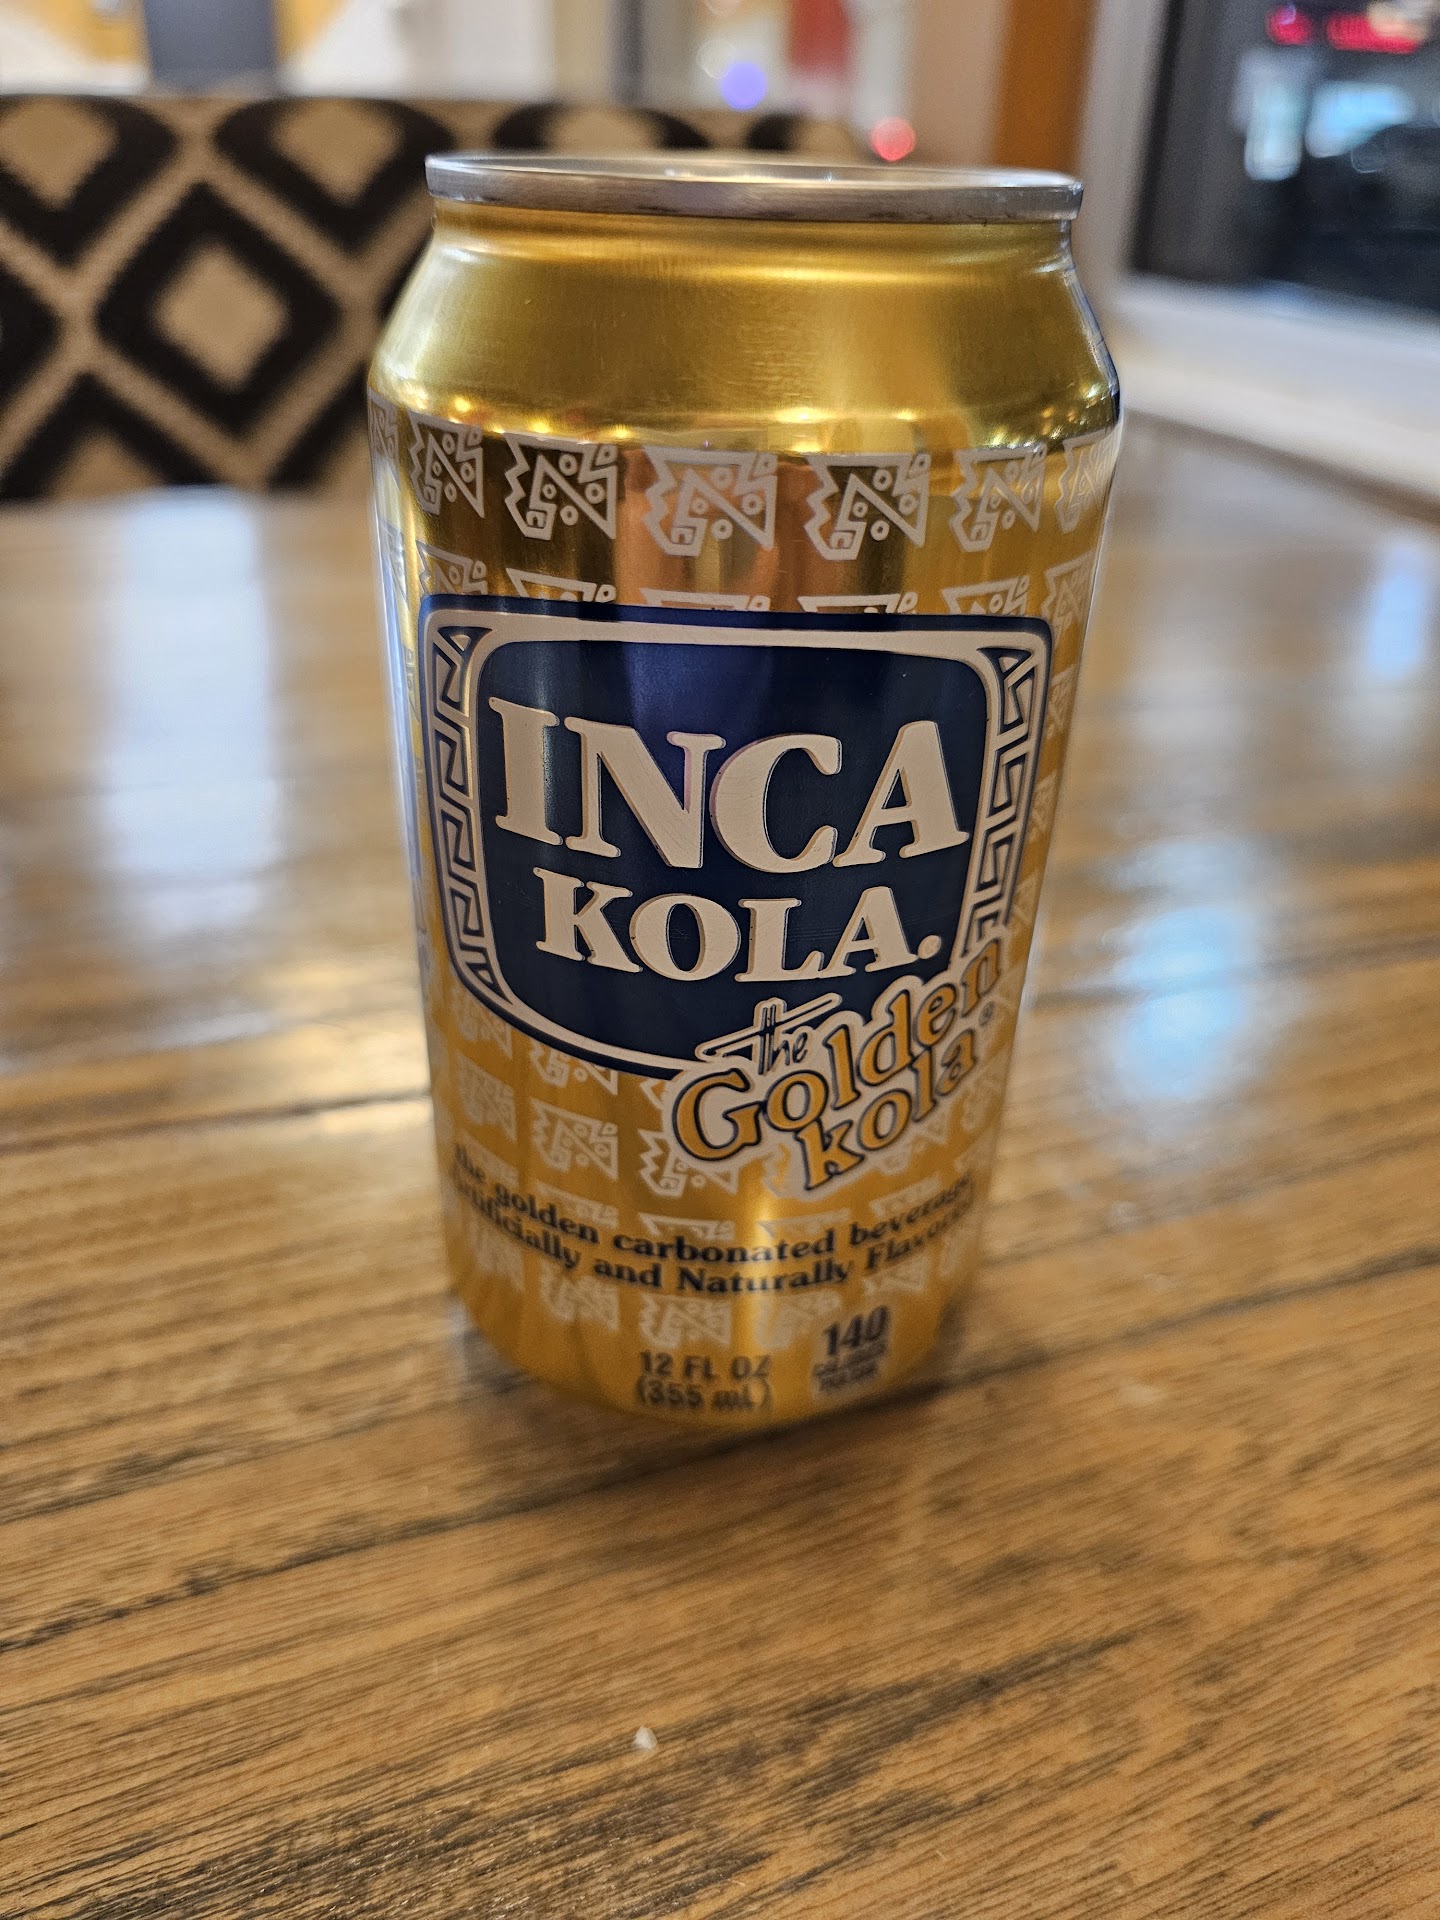 INCA
KOLA®
the
Golden
kola®
the golden carbonated beverage
Artificially and Naturally Flavored
12 FL OZ
(355 mL)
140